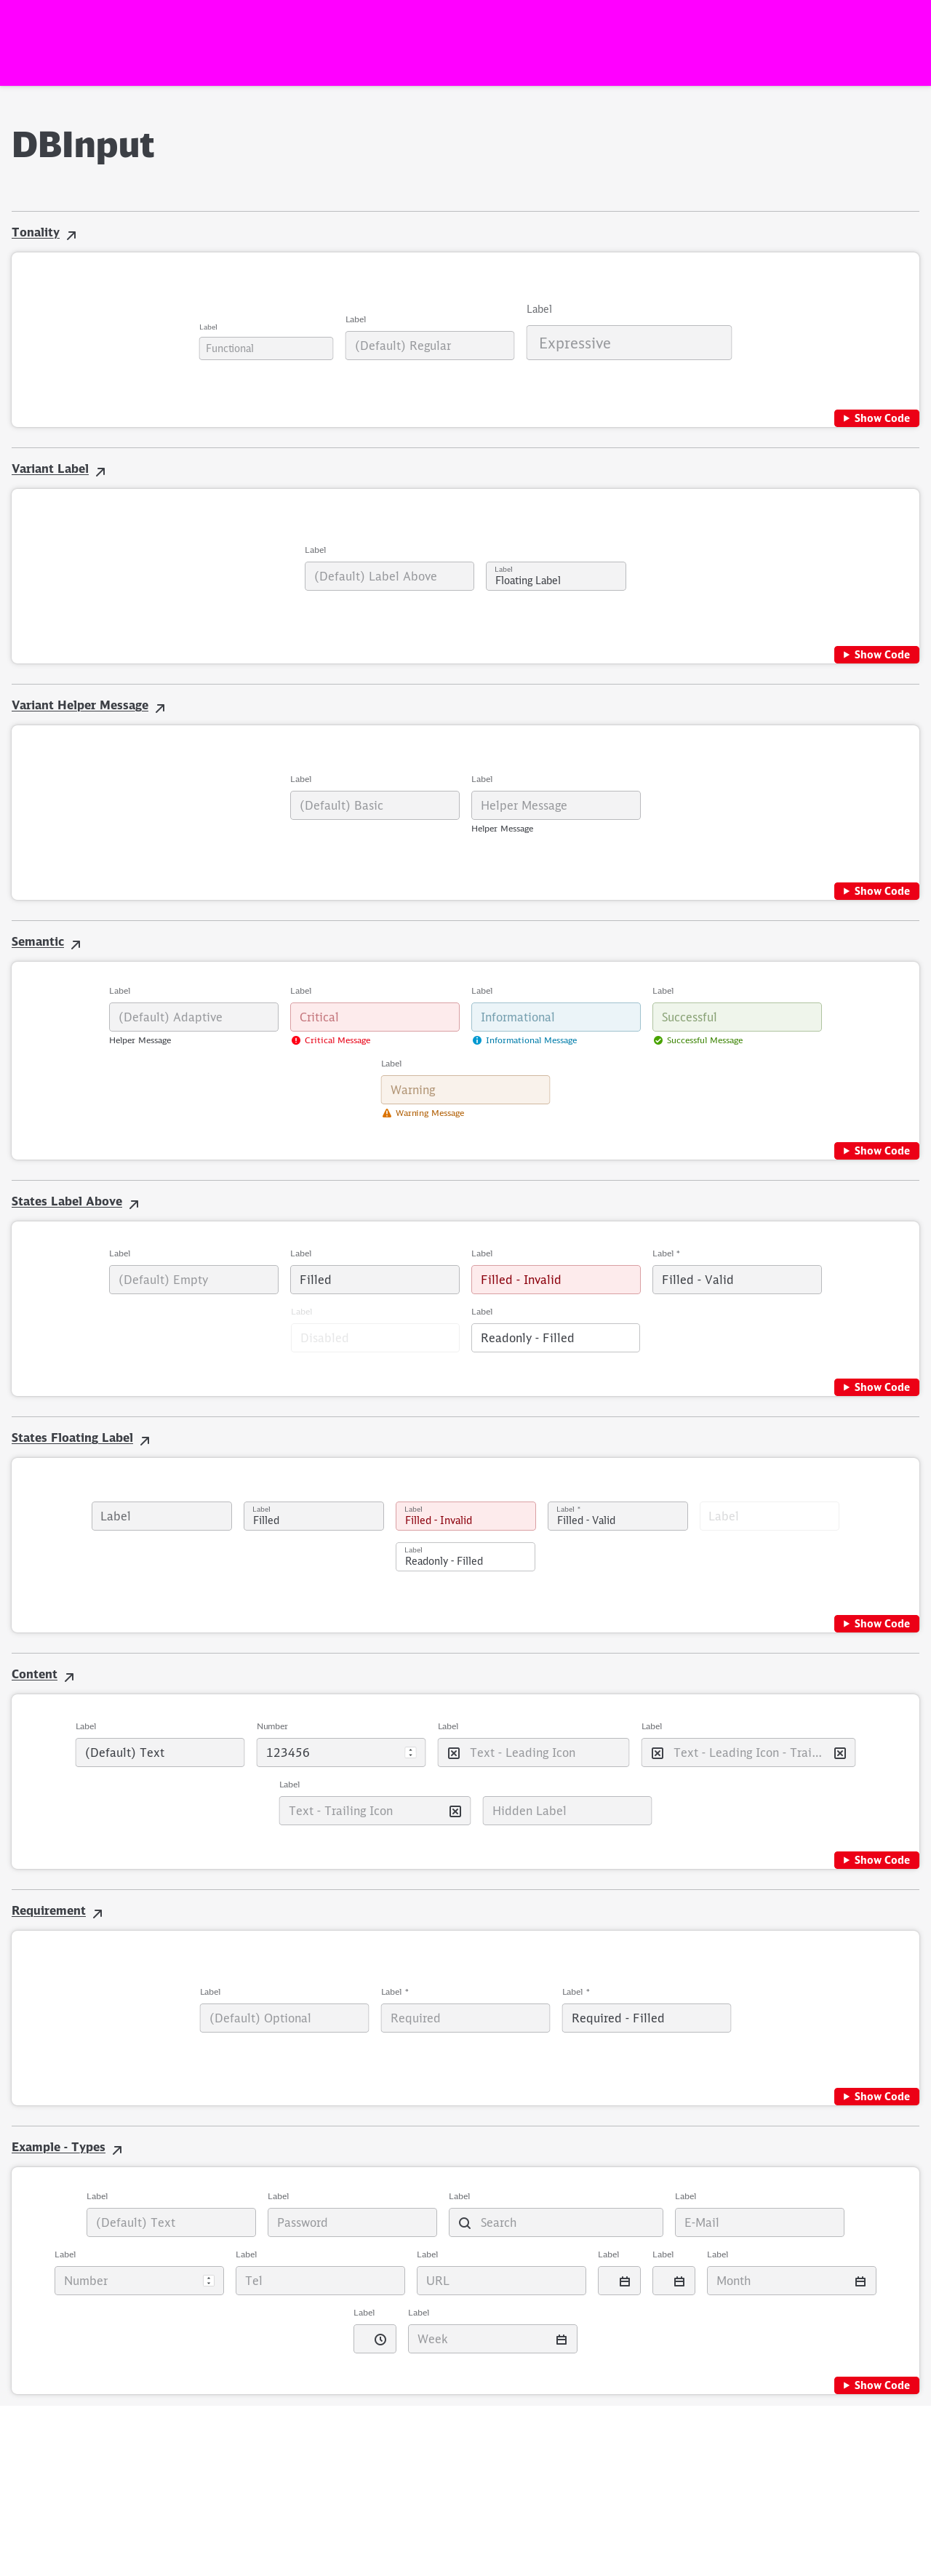 DBInput
Tonality
Label
Label
Label
Functional
(Default) Regular
Expressive
Show Code
Variant Label
Label
(Default) Label Above
Label
Floating Label
Show Code
Variant Helper Message
Label
Label
(Default) Basic
Helper Message
Helper Message
Show Code
Semantic
Label
Label
Label
Label
(Default) Adaptive
Critical
Informational
Successful
Helper Message
Critical Message
Informational Message
Successful Message
Label
Warning
Warning Message
Show Code
States Label Above
Label
Label
Label
Label *
(Default) Empty
Filled
Filled - Invalid
Filled - Valid
Label
Label
Disabled
Readonly - Filled
Show Code
States Floating Label
Label
Label
Filled
Label
Filled - Invalid
Label *
Filled - Valid
Label
Label
Readonly - Filled
Show Code
Content
Label
Number
Label
Label
(Default) Text
123456
Text - Leading Icon
Text - Leading Icon - Trai...
Label
Text - Trailing Icon
Hidden Label
Show Code
Requirement
Label
Label *
Label *
(Default) Optional
Required
Required - Filled
Show Code
Example - Types
Label
Label
Label
Label
(Default) Text
Password
Search
E-Mail
Label
Label
Label
Label
Label
Label
Number
Tel
URL
Month
Label
Label
Week
Show Code